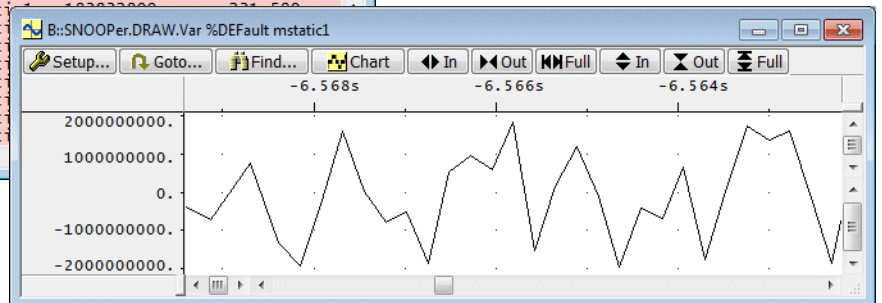 B::SNOOPer.DRAW.Var %DEFault mstatic1
Setup... Goto... Find... Chart In Out Full In Out Full
-6.568s -6.566s -6.564s
2000000000.
1000000000.
0.
-1000000000.
-2000000000.